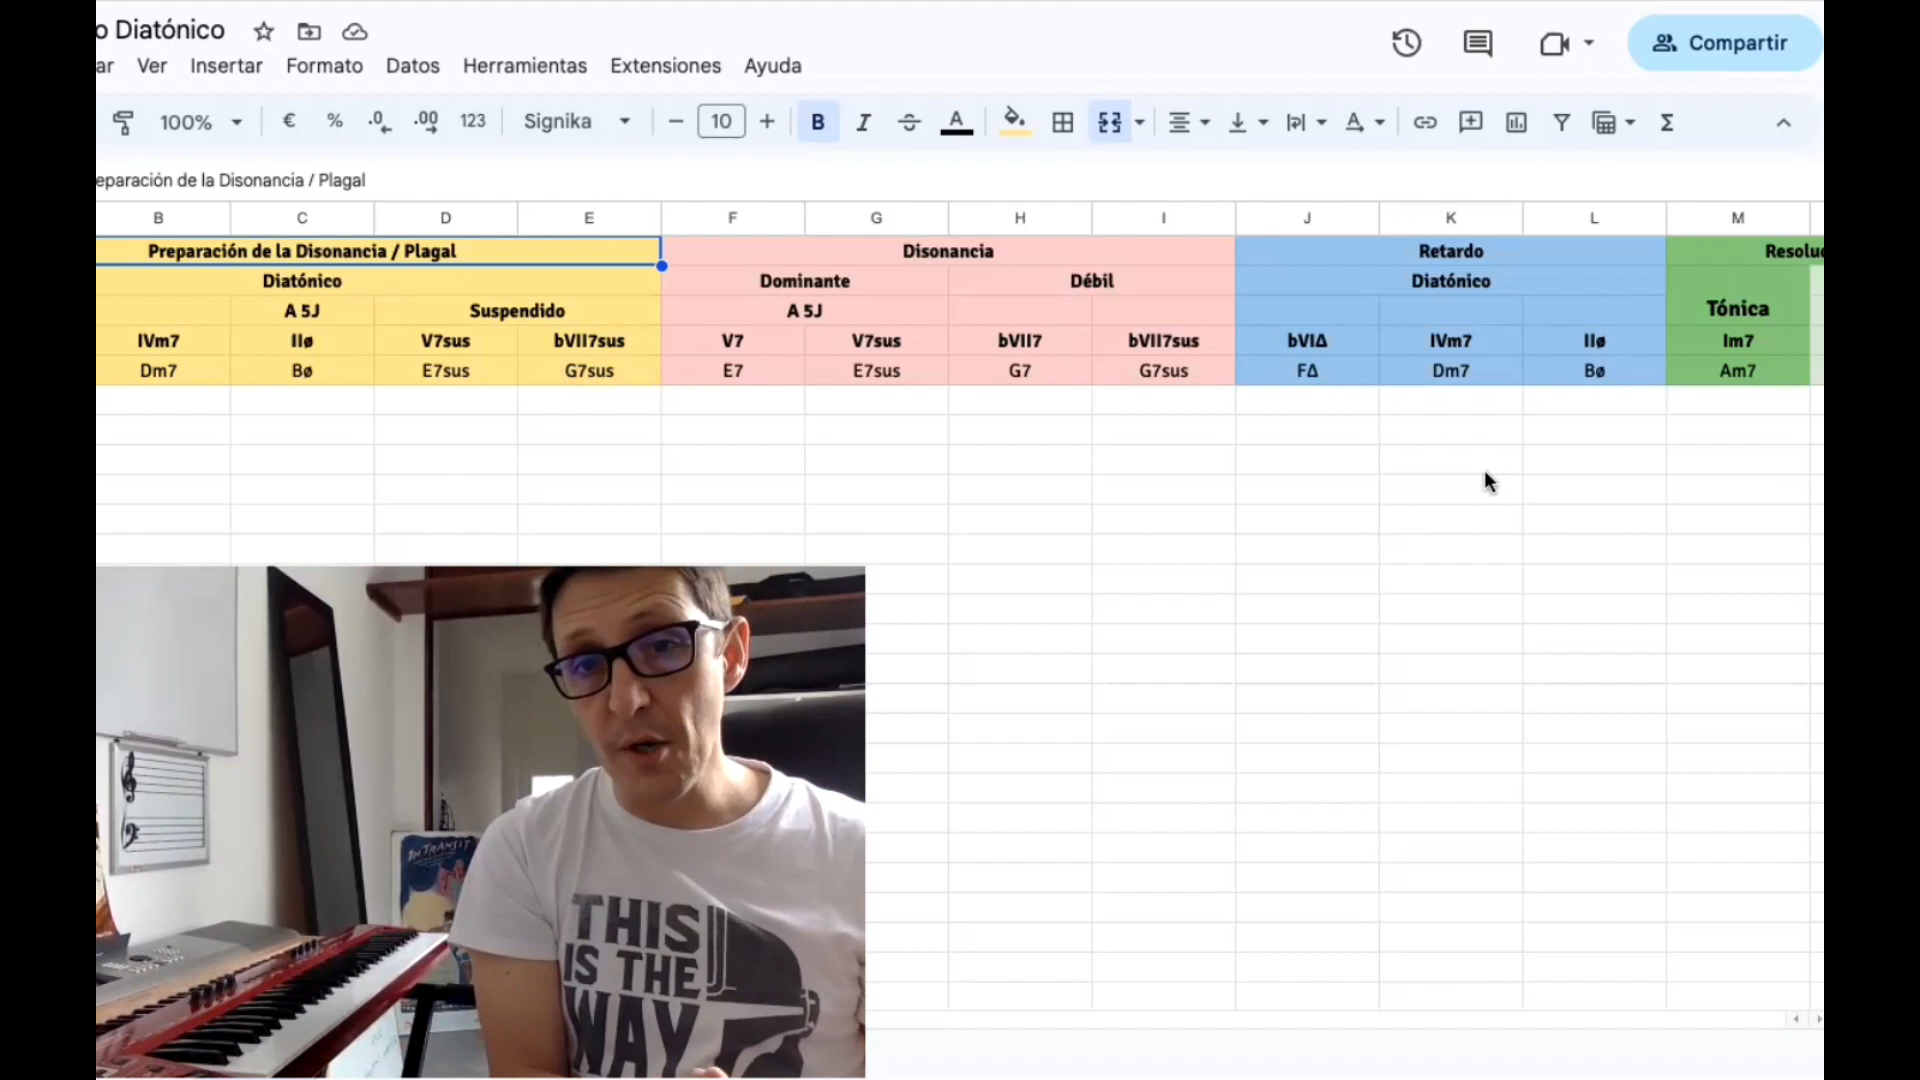 o Diatónico
Compartir
ar Ver Insertar Formato Datos Herramientas Extensiones Ayuda
100% € % .0 .00 123 Signika − 10 + B I S A Σ
eparación de la Disonancia / Plagal
B C D E F G H I J K L M
Preparación de la Disonancia / Plagal Disonancia Retardo Resoluc
Diatónico Dominante Débil Diatónico
A 5J Suspendido A 5J Tónica
IVm7 IIø V7sus bVII7sus V7 V7sus bVII7 bVII7sus bVIΔ IVm7 IIø Im7
Dm7 Bø E7sus G7sus E7 E7sus G7 G7sus FΔ Dm7 Bø Am7
IN TRANSIT
THIS
IS THE
WAY